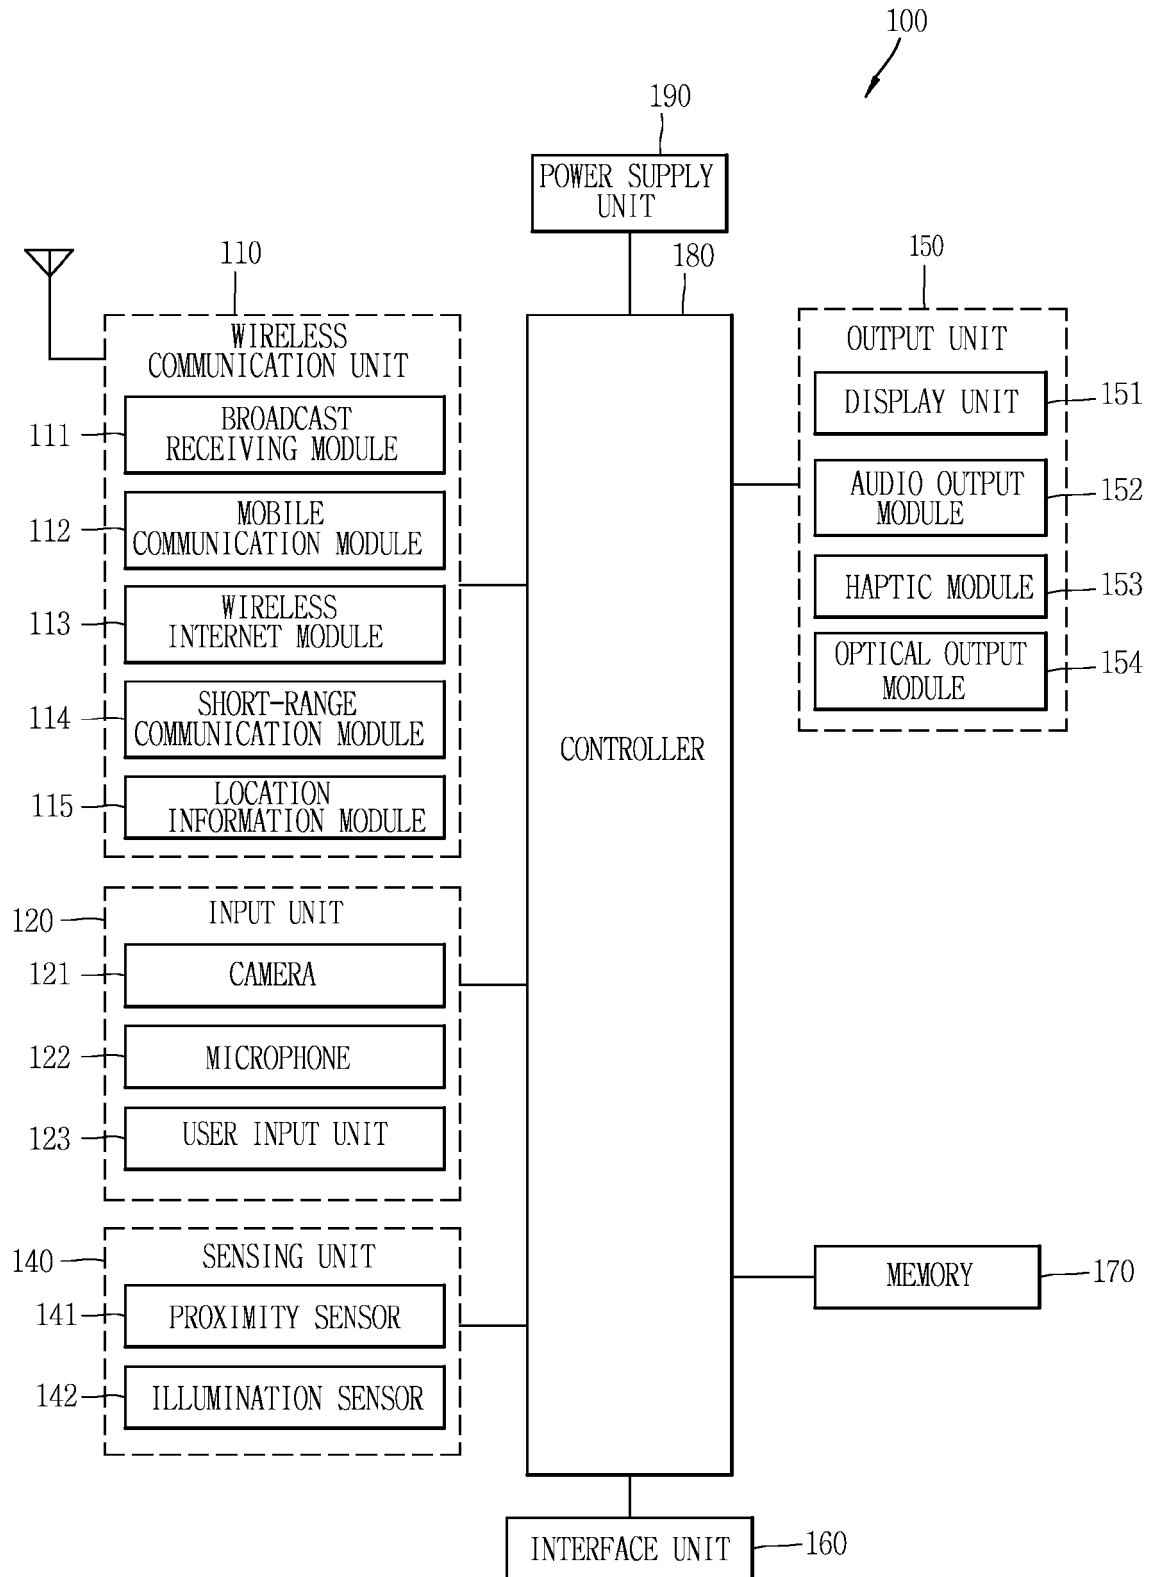 100
190
POWER SUPPLY
UNIT
110
180
150
WIRELESS
COMMUNICATION UNIT
111
BROADCAST
RECEIVING MODULE
112
MOBILE
COMMUNICATION MODULE
113
WIRELESS
INTERNET MODULE
114
SHORT-RANGE
COMMUNICATION MODULE
115
LOCATION
INFORMATION MODULE
120
INPUT UNIT
121
CAMERA
122
MICROPHONE
123
USER INPUT UNIT
140
SENSING UNIT
141
PROXIMITY SENSOR
142
ILLUMINATION SENSOR
CONTROLLER
OUTPUT UNIT
DISPLAY UNIT
151
AUDIO OUTPUT
MODULE
152
HAPTIC MODULE
153
OPTICAL OUTPUT
MODULE
154
MEMORY
170
INTERFACE UNIT
160